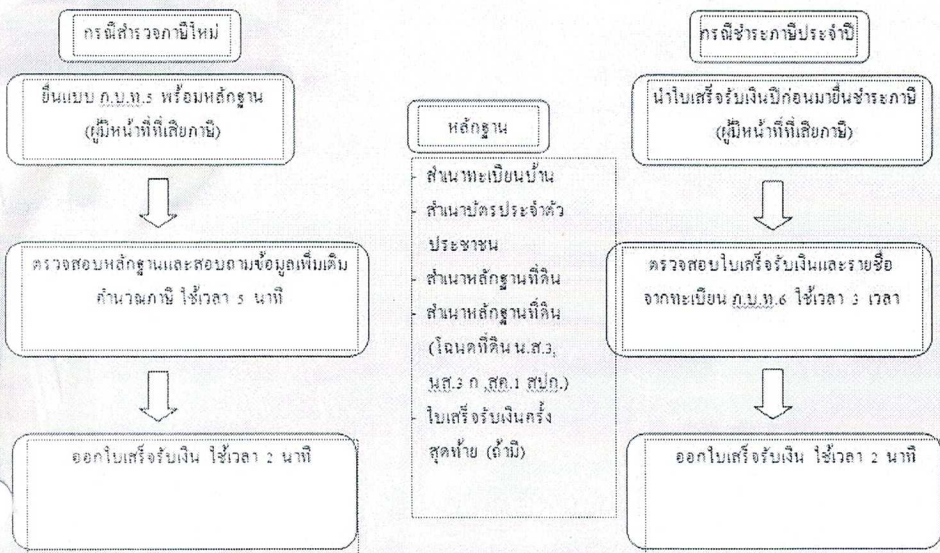 กรณีสำรวจภาษีใหม่
ยื่นแบบ ภ.บ.ท.5 พร้อมหลักฐาน
(ผู้มีหน้าที่ที่เสียภาษี)
ตรวจสอบหลักฐานและสอบถามข้อมูลเพิ่มเติม
คำนวณภาษี ใช้เวลา 5 นาที
ออกใบเสร็จรับเงิน ใช้เวลา 2 นาที
หลักฐาน
- สำเนาทะเบียนบ้าน
- สำเนาบัตรประจำตัว
ประชาชน
- สำเนาหลักฐานที่ดิน
- สำเนาหลักฐานที่ดิน
(โฉนดที่ดิน น.ส.3,
นส.3 ก ,สค.1 สปก.)
- ใบเสร็จรับเงินครั้ง
สุดท้าย (ถ้ามี)
กรณีชำระภาษีประจำปี
นำใบเสร็จรับเงินปีก่อนมายื่นชำระภาษี
(ผู้มีหน้าที่ที่เสียภาษี)
ตรวจสอบใบเสร็จรับเงินและรายชื่อ
จากทะเบียน ภ.บ.ท.6 ใช้เวลา 3 เวลา
ออกใบเสร็จรับเงิน ใช้เวลา 2 นาที